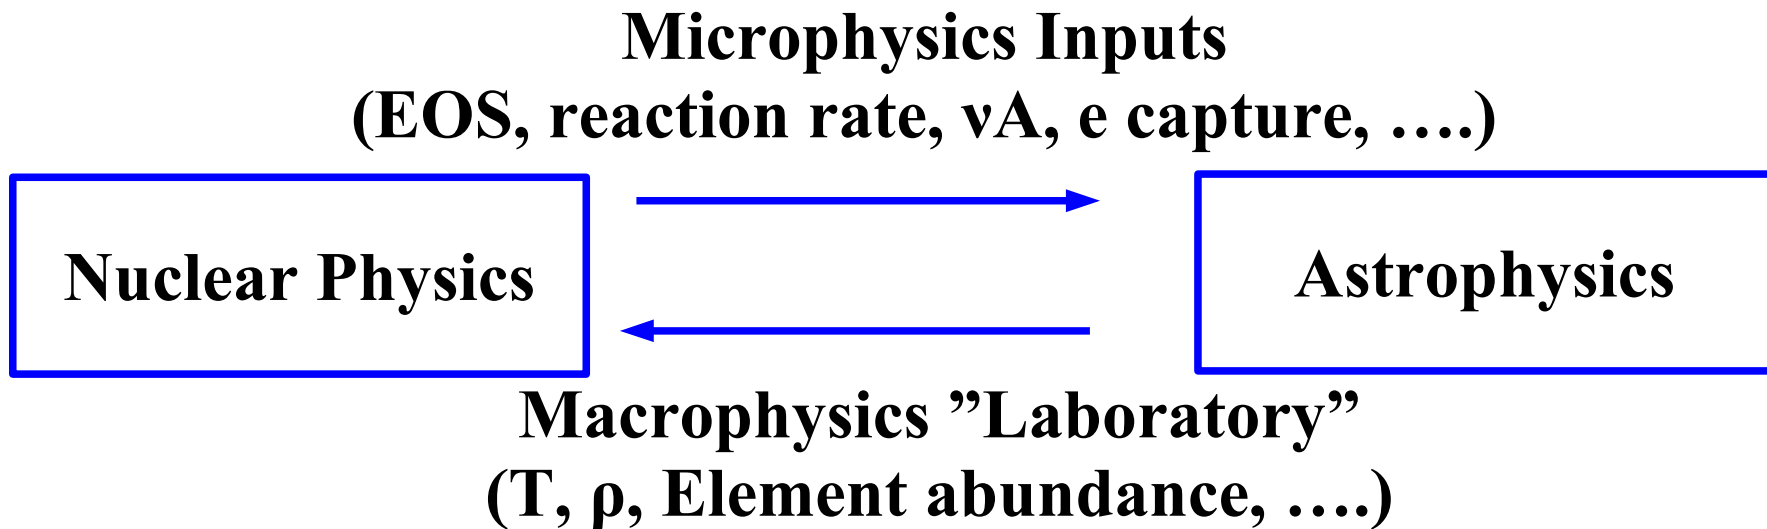 Microphysics Inputs
(EOS, reaction rate, νA, e capture, ….)
Nuclear Physics
Astrophysics
Macrophysics ”Laboratory”
(T, ρ, Element abundance, ….)